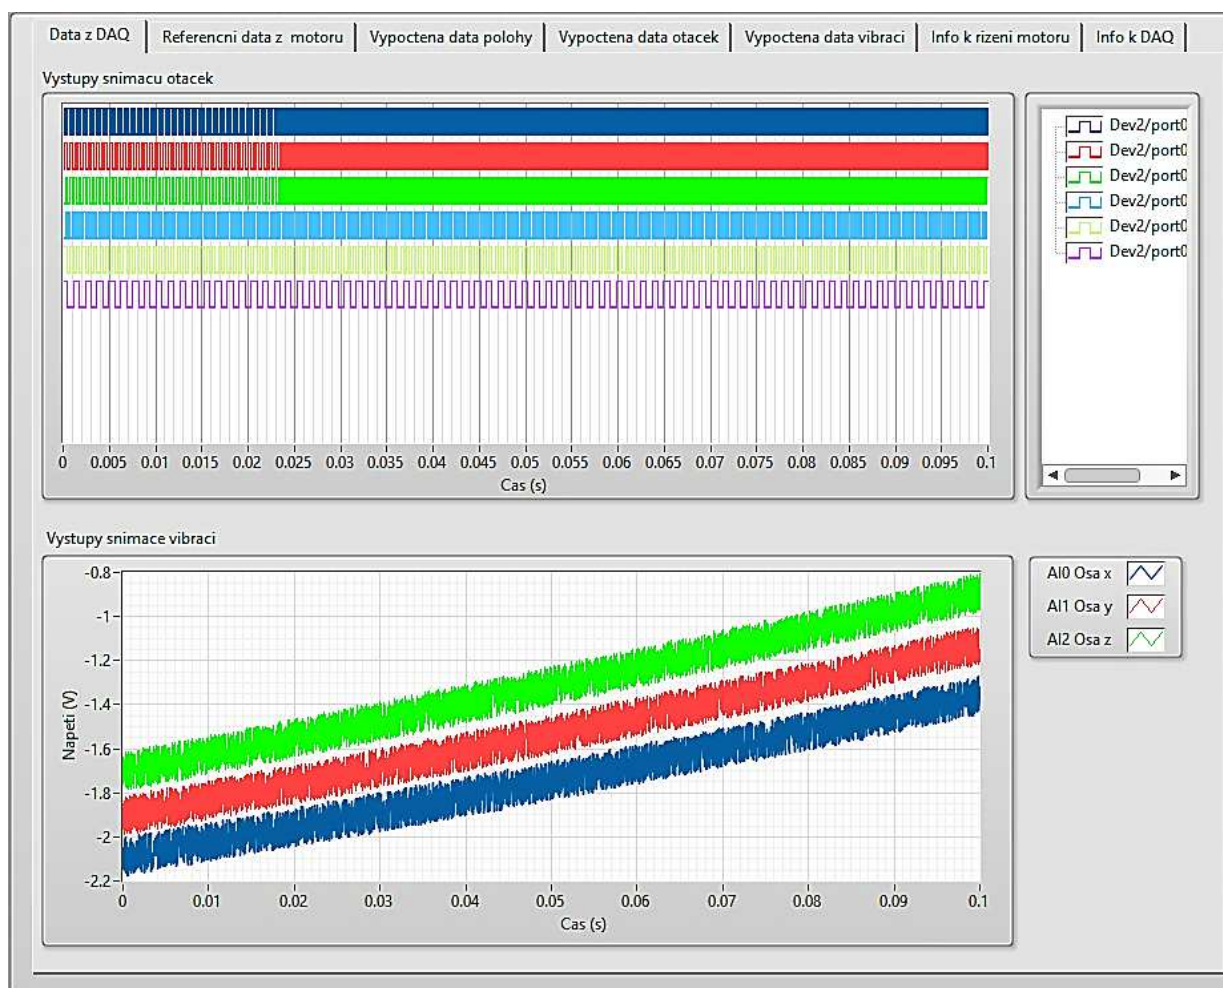 Data z DAQ Referencni data z motoru Vypoctena data polohy Vypoctena data otacek Vypoctena data vibraci Info k rizeni motoru Info k DAQ
Vystupy snimacu otacek
Dev2/port0
Dev2/port0
Dev2/port0
Dev2/port0
Dev2/port0
Dev2/port0
0 0.005 0.01 0.015 0.02 0.025 0.03 0.035 0.04 0.045 0.05 0.055 0.06 0.065 0.07 0.075 0.08 0.085 0.09 0.095 0.1
Cas (s)
Vystupy snimace vibraci
Napeti (V)
-0.8
-1
-1.2
-1.4
-1.6
-1.8
-2
-2.2
0 0.01 0.02 0.03 0.04 0.05 0.06 0.07 0.08 0.09 0.1
Cas (s)
AI0 Osa x
AI1 Osa y
AI2 Osa z